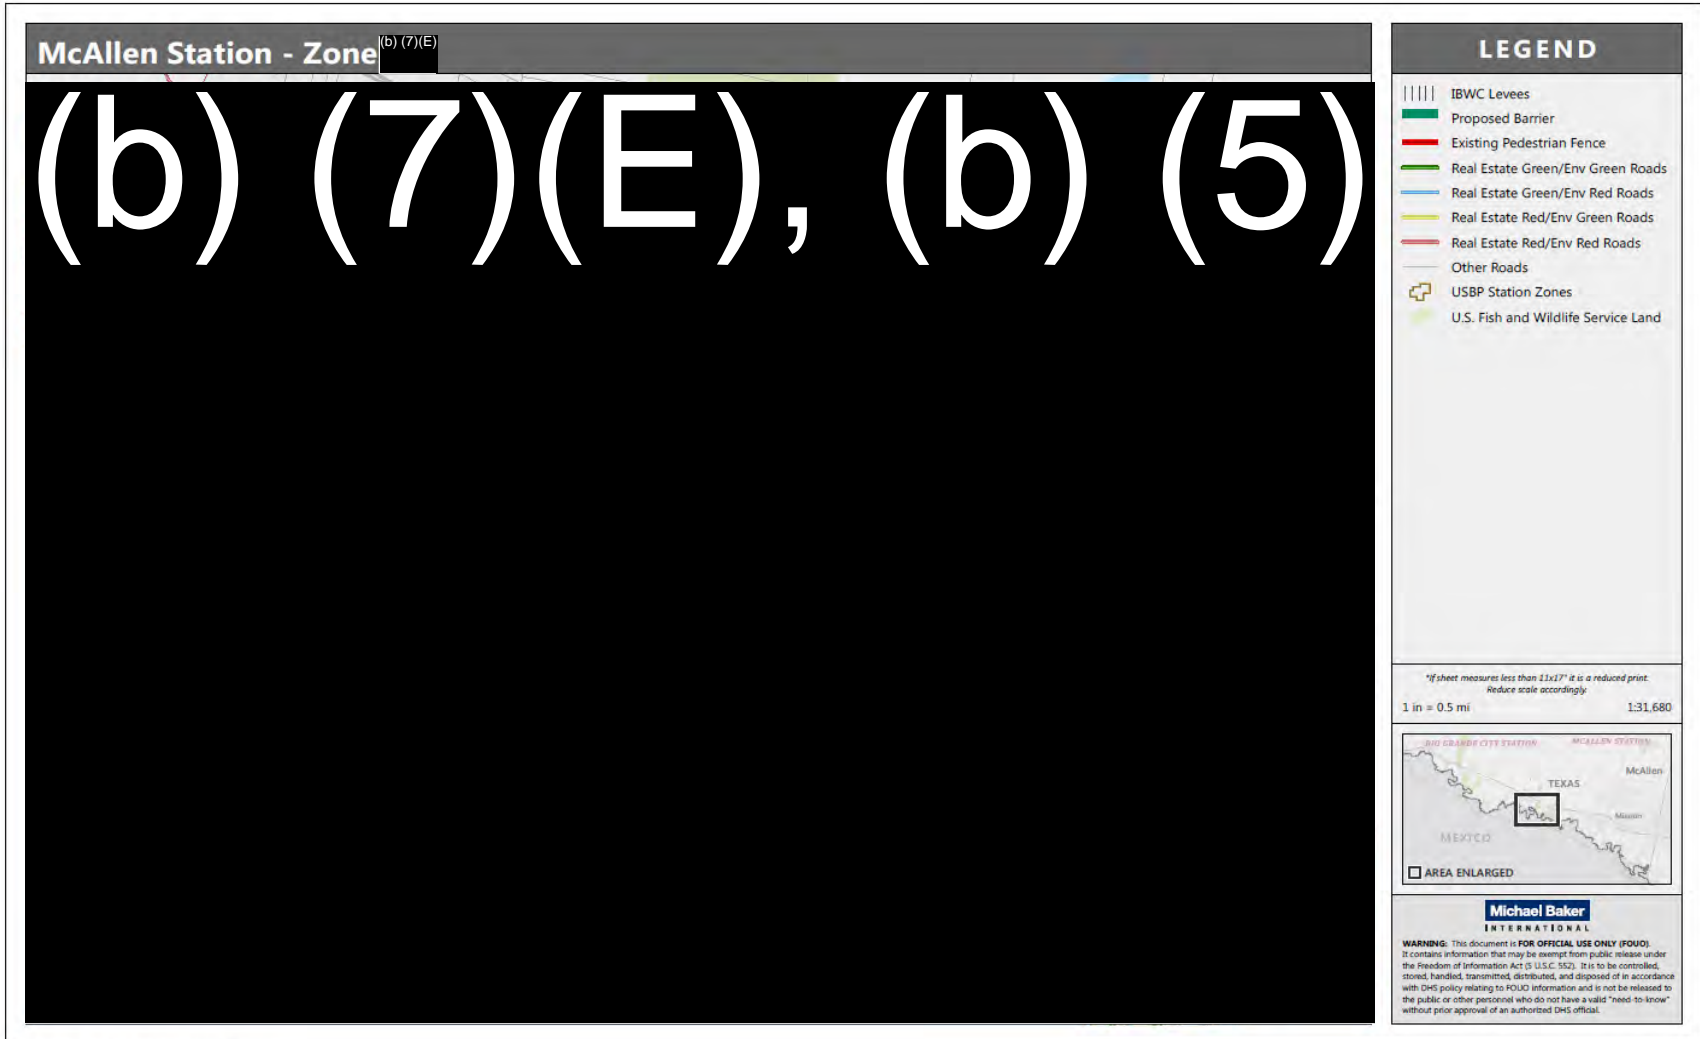 McAllen Station - Zone (b) (7)(E)
(b) (7)(E), (b) (5)
LEGEND
IBWC Levees
Proposed Barrier
Existing Pedestrian Fence
Real Estate Green/Env Green Roads
Real Estate Green/Env Red Roads
Real Estate Red/Env Green Roads
Real Estate Red/Env Red Roads
Other Roads
USBP Station Zones
U.S. Fish and Wildlife Service Land
*If sheet measures less than 11x17" it is a reduced print.
Reduce scale accordingly.
1 in = 0.5 mi 1:31,680
RIO GRANDE CITY STATION MCALLEN STATION
McAllen
TEXAS
Mission
MEXICO
AREA ENLARGED
Michael Baker
INTERNATIONAL
WARNING: This document is FOR OFFICIAL USE ONLY (FOUO).
It contains information that may be exempt from public release under
the Freedom of Information Act (5 U.S.C. 552). It is to be controlled,
stored, handled, transmitted, distributed, and disposed of in accordance
with DHS policy relating to FOUO information and is not be released to
the public or other personnel who do not have a valid "need-to-know"
without prior approval of an authorized DHS official.